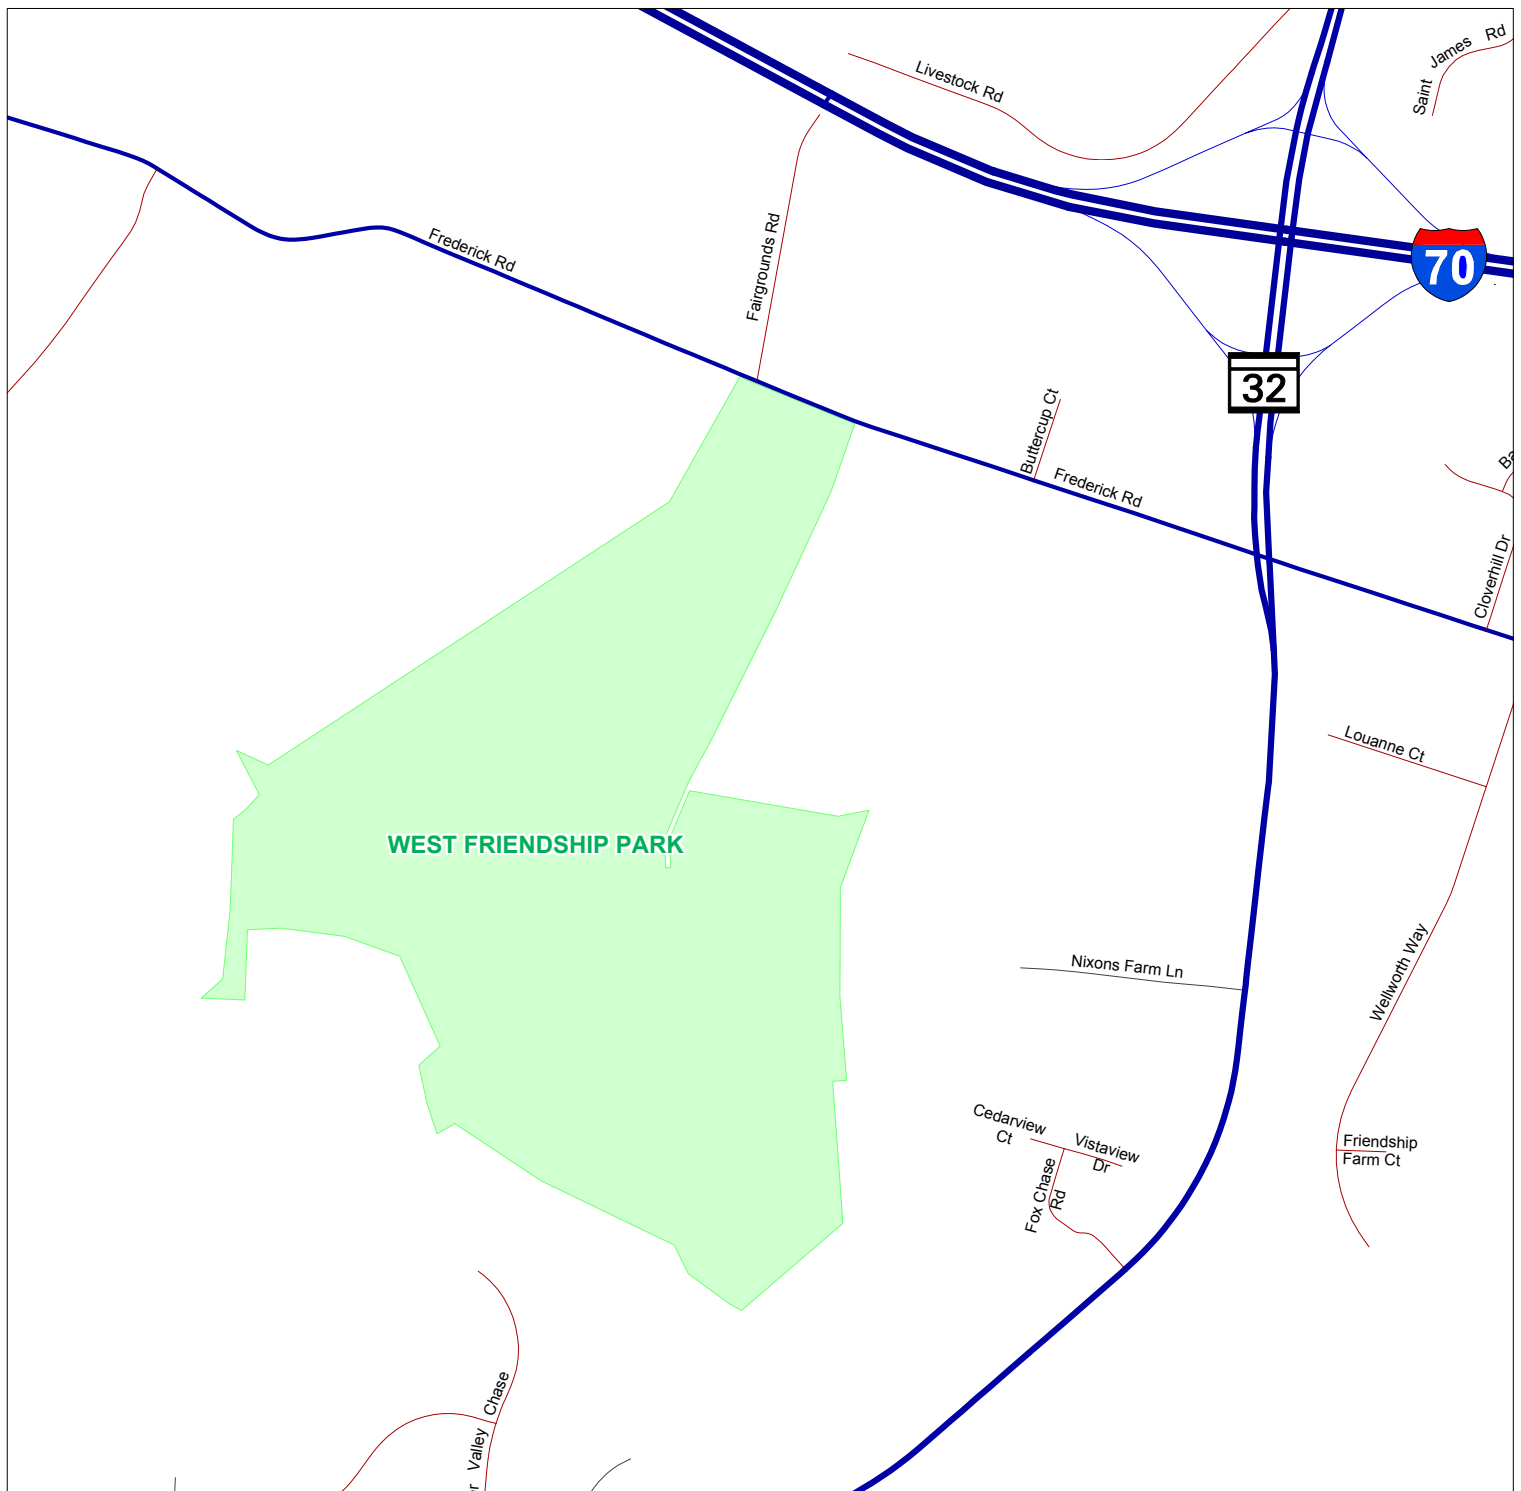 Livestock Rd
Saint James Rd
Frederick Rd
Fairgrounds Rd
70
32
Buttercup Ct
Frederick Rd
Cloverhill Dr
Louanne Ct
WEST FRIENDSHIP PARK
Nixons Farm Ln
Wellworth Way
Cedarview
Ct
Vistaview
Dr
Friendship
Farm Ct
Fox Chase
Rd
Valley Chase